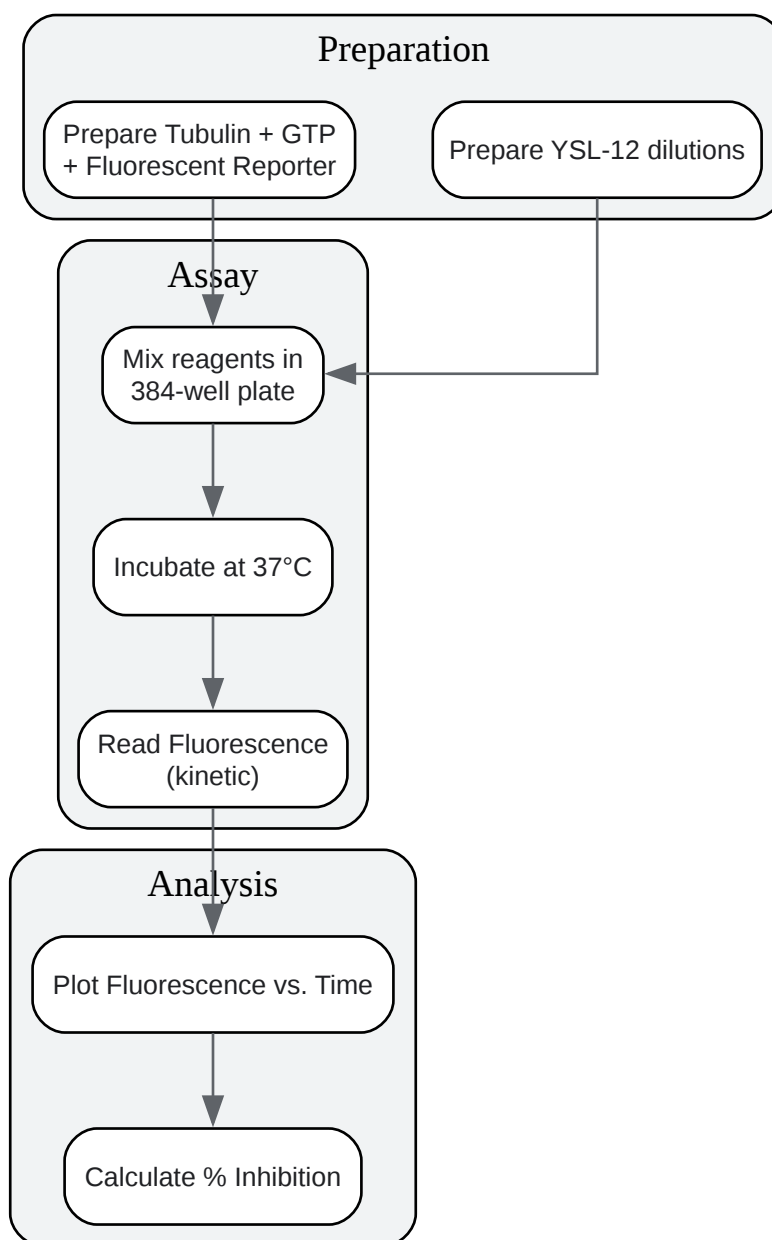 Preparation
Prepare Tubulin + GTP
+ Fluorescent Reporter
Prepare YSL-12 dilutions
Assay
Mix reagents in
384-well plate
Incubate at 37°C
Read Fluorescence
(kinetic)
Analysis
Plot Fluorescence vs. Time
Calculate % Inhibition